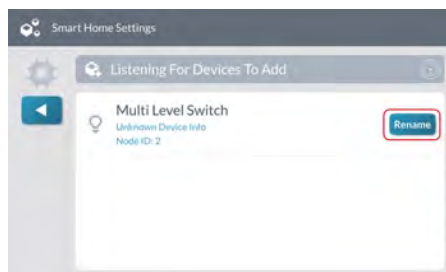 Smart Home Settings
Listening For Devices To Add
Multi Level Switch
Unknown Device Info
Node ID: 2
Rename